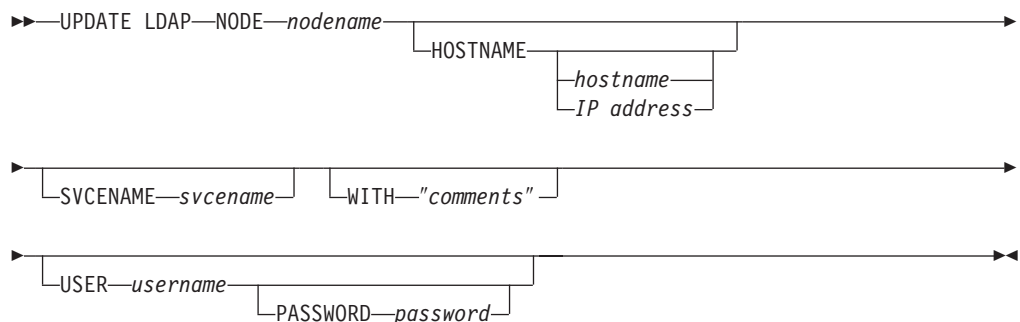 UPDATE LDAP NODE nodename
HOSTNAME
hostname
IP address
SVCENAME svcename WITH "comments"
USER username
PASSWORD password